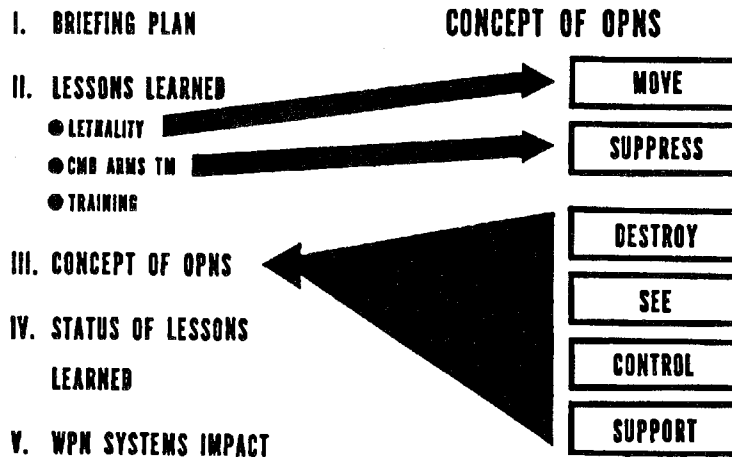 I. BRIEFING PLAN
II. LESSONS LEARNED
● LETHALITY
● CMB ARMS TM
● TRAINING
III. CONCEPT OF OPNS
IV. STATUS OF LESSONS
LEARNED
V. WPN SYSTEMS IMPACT
CONCEPT OF OPNS
MOVE
SUPPRESS
DESTROY
SEE
CONTROL
SUPPORT